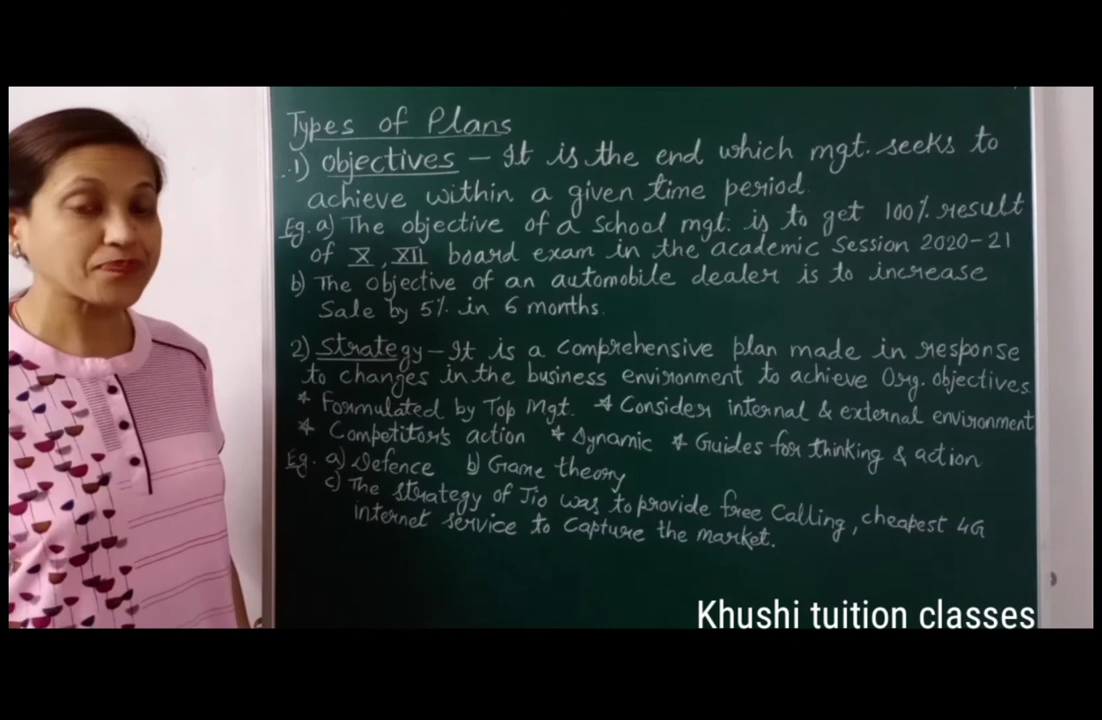 Types of Plans
1) Objectives - It is the end which mgt. seeks to
achieve within a given time period.
Eg. a) The objective of a school mgt. is to get 100% result
of X, XII board exam in the academic session 2020-21
b) The objective of an automobile dealer is to increase
Sale by 5% in 6 months.
2) Strategy - It is a comprehensive plan made in response
to changes in the business environment to achieve Org. objectives.
* Formulated by Top Mgt. * Consider internal & external environment
* Competitor's action * Dynamic * Guides for thinking & action
Eg. a) Defence b) Game theory
c) The strategy of Jio was to provide free Calling, cheapest 4G
internet service to Capture the market.
Khushi tuition classes